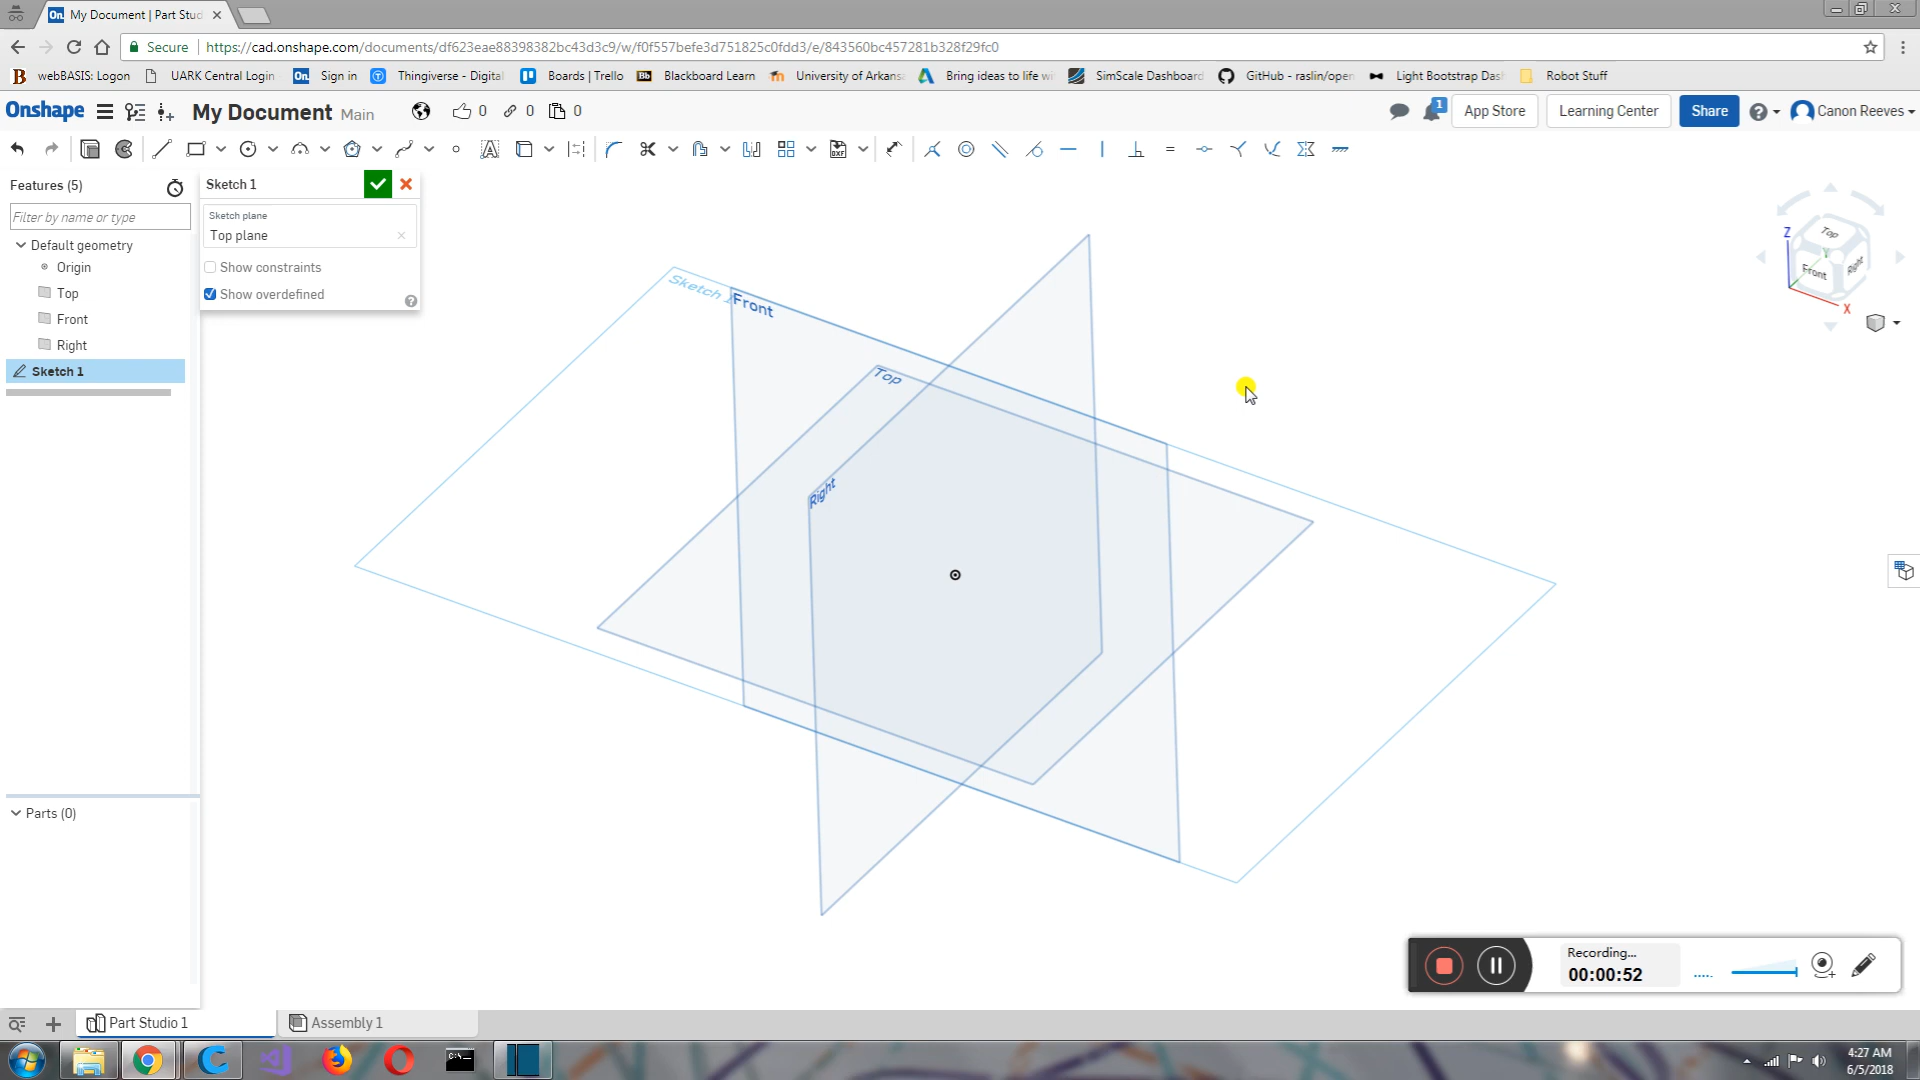 My Document | Part Stud
Secure https://cad.onshape.com/documents/df623eae88398382bc43d3c9/w/f0f557befe3d751825c0fdd3/e/843560bc457281b328f29fc0
webBASIS: Logon UARK Central Login Sign in Thingiverse - Digital Boards | Trello Blackboard Learn University of Arkansa Bring ideas to life wi SimScale Dashboard GitHub - raslin/open Light Bootstrap Das Robot Stuff
Onshape My Document Main 0 0 0 1 App Store Learning Center Share Canon Reeves
Features (5)
Filter by name or type
Default geometry
Origin
Top
Front
Right
Sketch 1
Parts (0)
Sketch 1
Sketch plane
Top plane
Show constraints
Show overdefined
Sketch
Front
Top
Right
Top
Front
Right
Z
Y
X
Recording...
00:00:52
Part Studio 1 Assembly 1
4:27 AM
6/5/2018